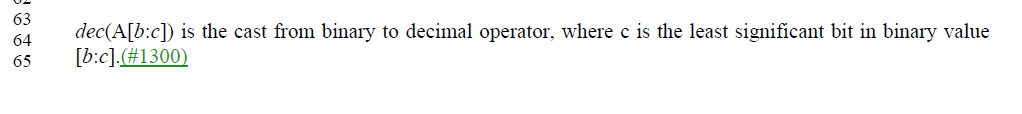 63
64 dec(A[b:c]) is the cast from binary to decimal operator, where c is the least significant bit in binary value
65 [b:c].(#1300)